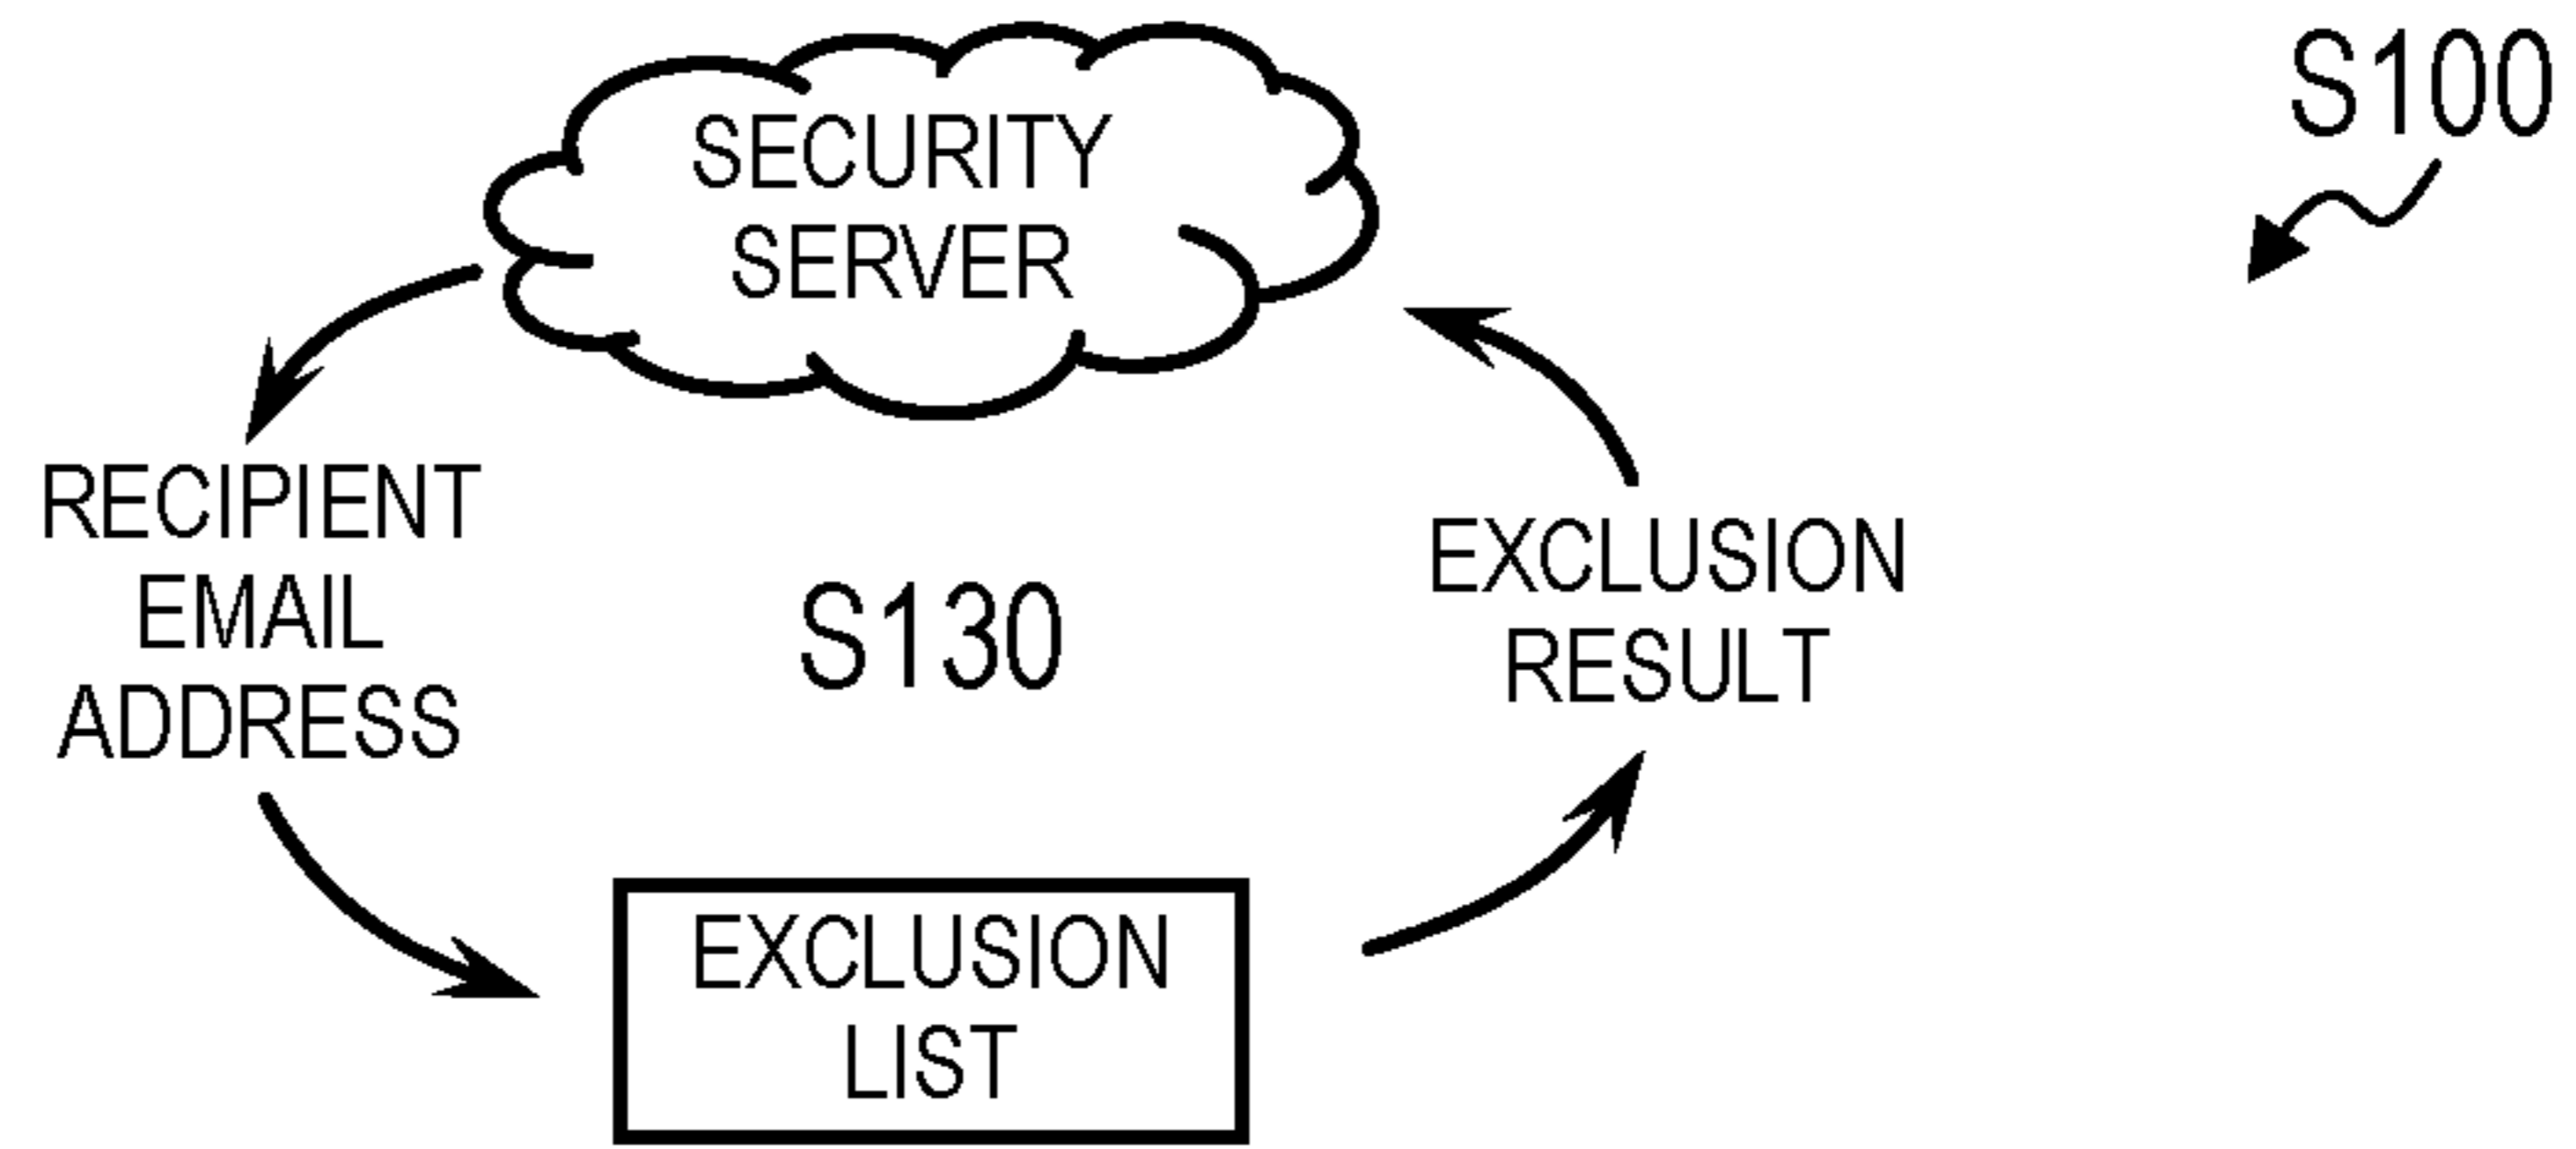 S100
SECURITY
SERVER
RECIPIENT
EMAIL
ADDRESS
S130
EXCLUSION
RESULT
EXCLUSION
LIST